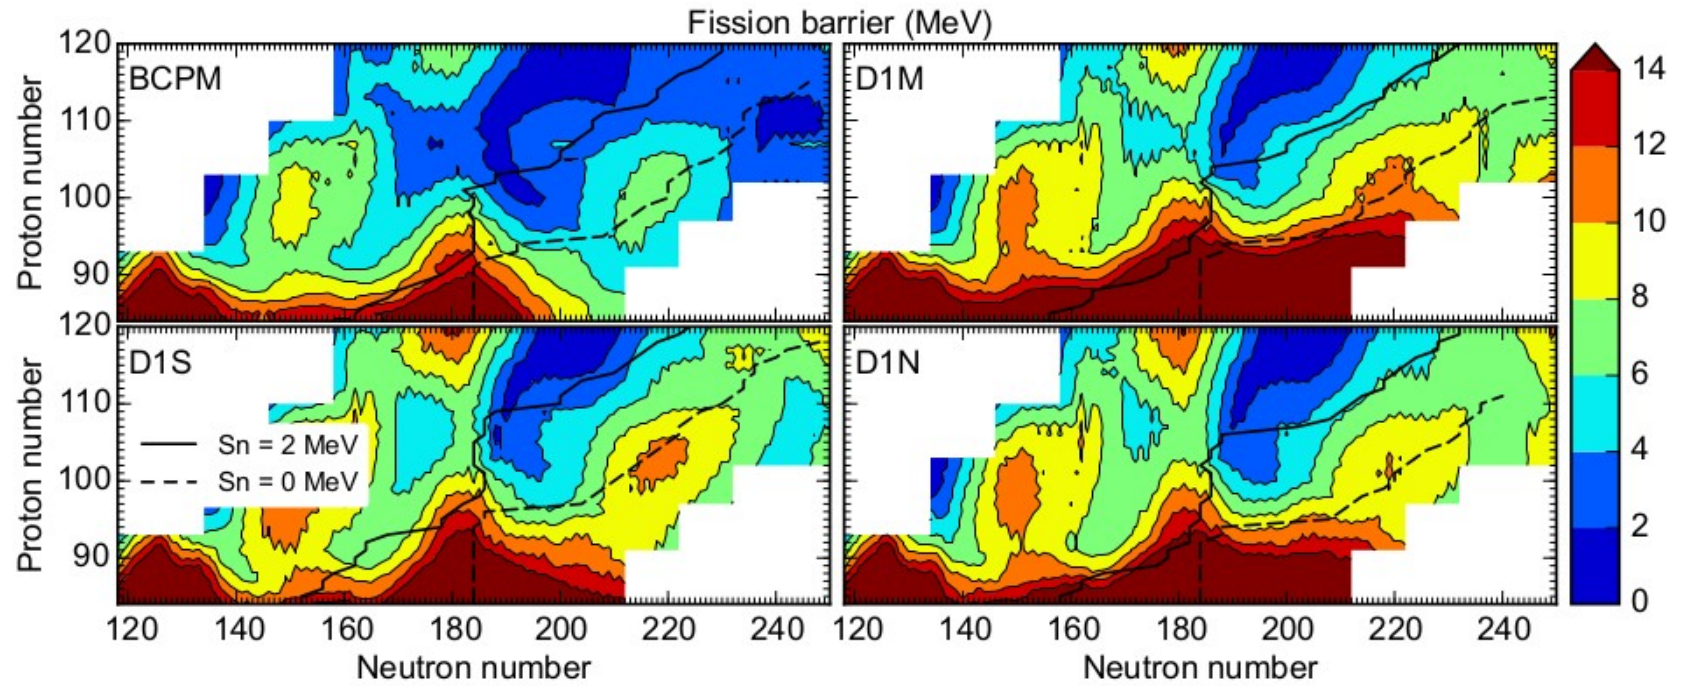 Fission barrier (MeV)
120
BCPM
D1M
14
110
12
100
10
90
8
Proton number
120
D1S
D1N
6
110
Sn = 2 MeV
4
100
Sn = 0 MeV
2
90
0
Proton number
120 140 160 180 200 220 240 120 140 160 180 200 220 240
Neutron number Neutron number